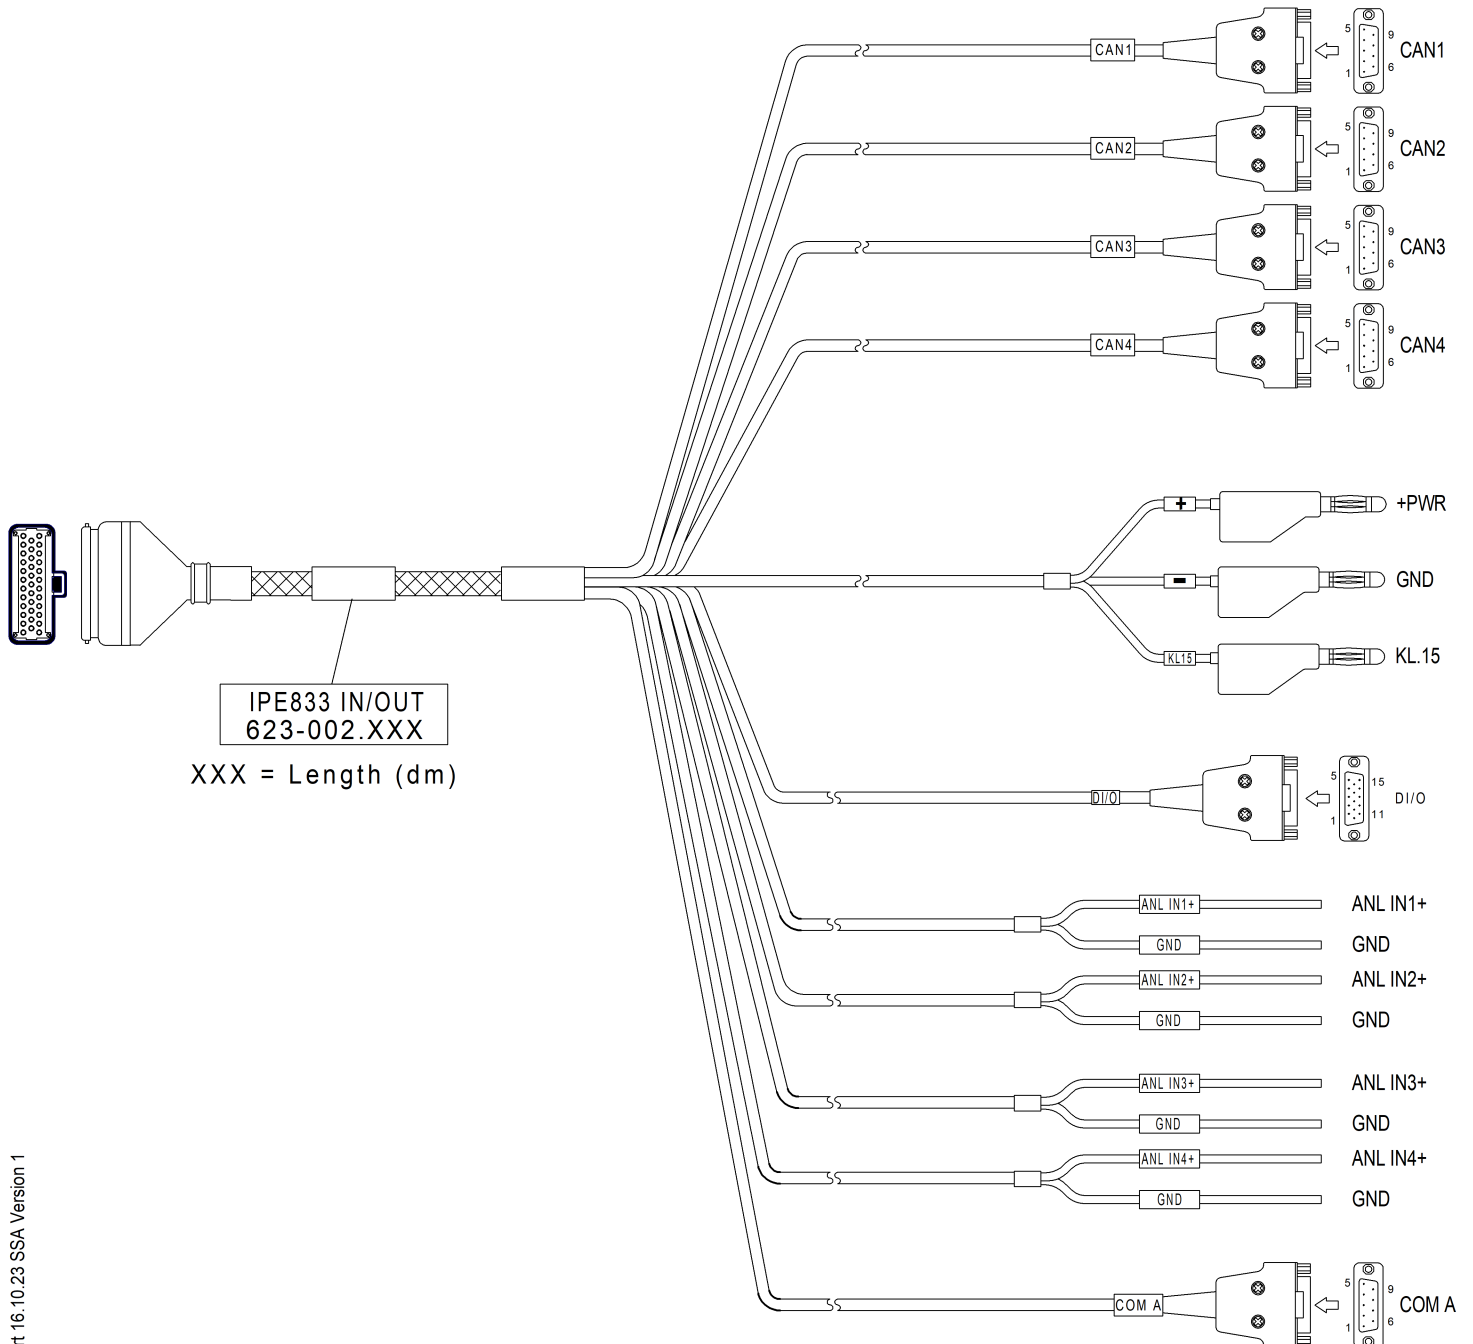 CAN1
5
9
1
6
CAN1
CAN2
5
9
1
6
CAN2
CAN3
5
9
1
6
CAN3
CAN4
5
9
1
6
CAN4
+
+PWR
-
GND
KL15
KL.15
IPE833 IN/OUT
623-002.XXX
XXX = Length (dm)
DI/O
5
15
1
11
DI/O
ANL IN1+
ANL IN1+
GND
GND
ANL IN2+
ANL IN2+
GND
GND
ANL IN3+
ANL IN3+
GND
GND
ANL IN4+
ANL IN4+
GND
GND
COM A
5
9
1
6
COM A
16.10.23 SSA Version 1